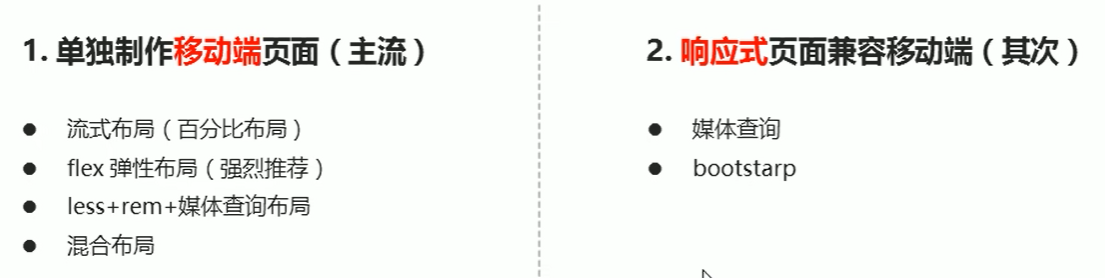 1. 单独制作移动端页面（主流）
● 流式布局（百分比布局）
● flex 弹性布局（强烈推荐）
● less+rem+媒体查询布局
● 混合布局
2. 响应式页面兼容移动端（其次）
● 媒体查询
● bootstarp